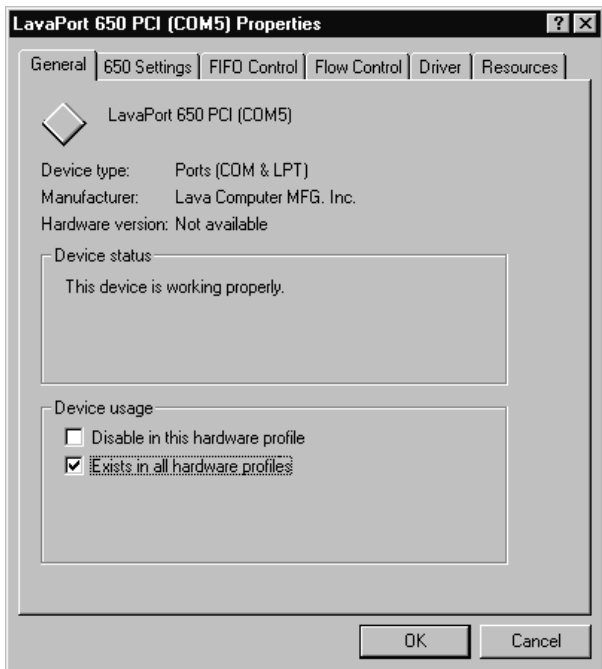 LavaPort 650 PCI (COM5) Properties
General 650 Settings FIFO Control Flow Control Driver Resources
LavaPort 650 PCI (COM5)
Device type: Ports (COM & LPT)
Manufacturer: Lava Computer MFG. Inc.
Hardware version: Not available
Device status
This device is working properly.
Device usage
Disable in this hardware profile
Exists in all hardware profiles
OK Cancel